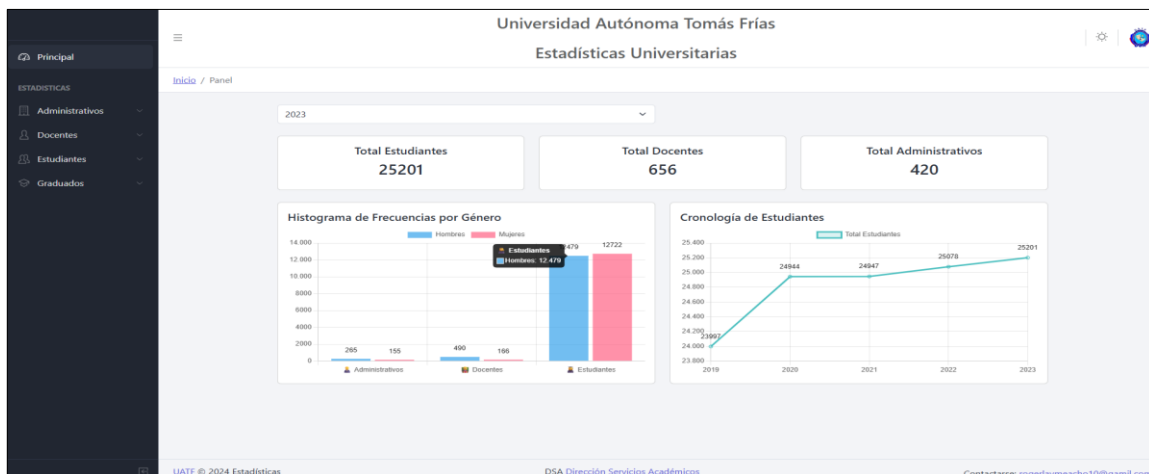 Universidad Autónoma Tomás Frías
Estadísticas Universitarias
Principal
ESTADISTICAS
Administrativos
Docentes
Estudiantes
Graduados
Inicio / Panel
2023
Total Estudiantes
25201
Total Docentes
656
Total Administrativos
420
Histograma de Frecuencias por Género
Hombres Mujeres
14.000
12.000
10.000
8000
6000
4000
2000
0
Estudiantes
Hombres: 12.479
479
12722
265
155
490
166
Administrativos Docentes Estudiantes
Cronología de Estudiantes
Total Estudiantes
25.400
25.200
25.000
24.800
24.600
24.400
24.200
24.000
23.800
23997
24944
24947
25078
25201
2019 2020 2021 2022 2023
UATF © 2024 Estadísticas
DSA Dirección Servicios Académicos